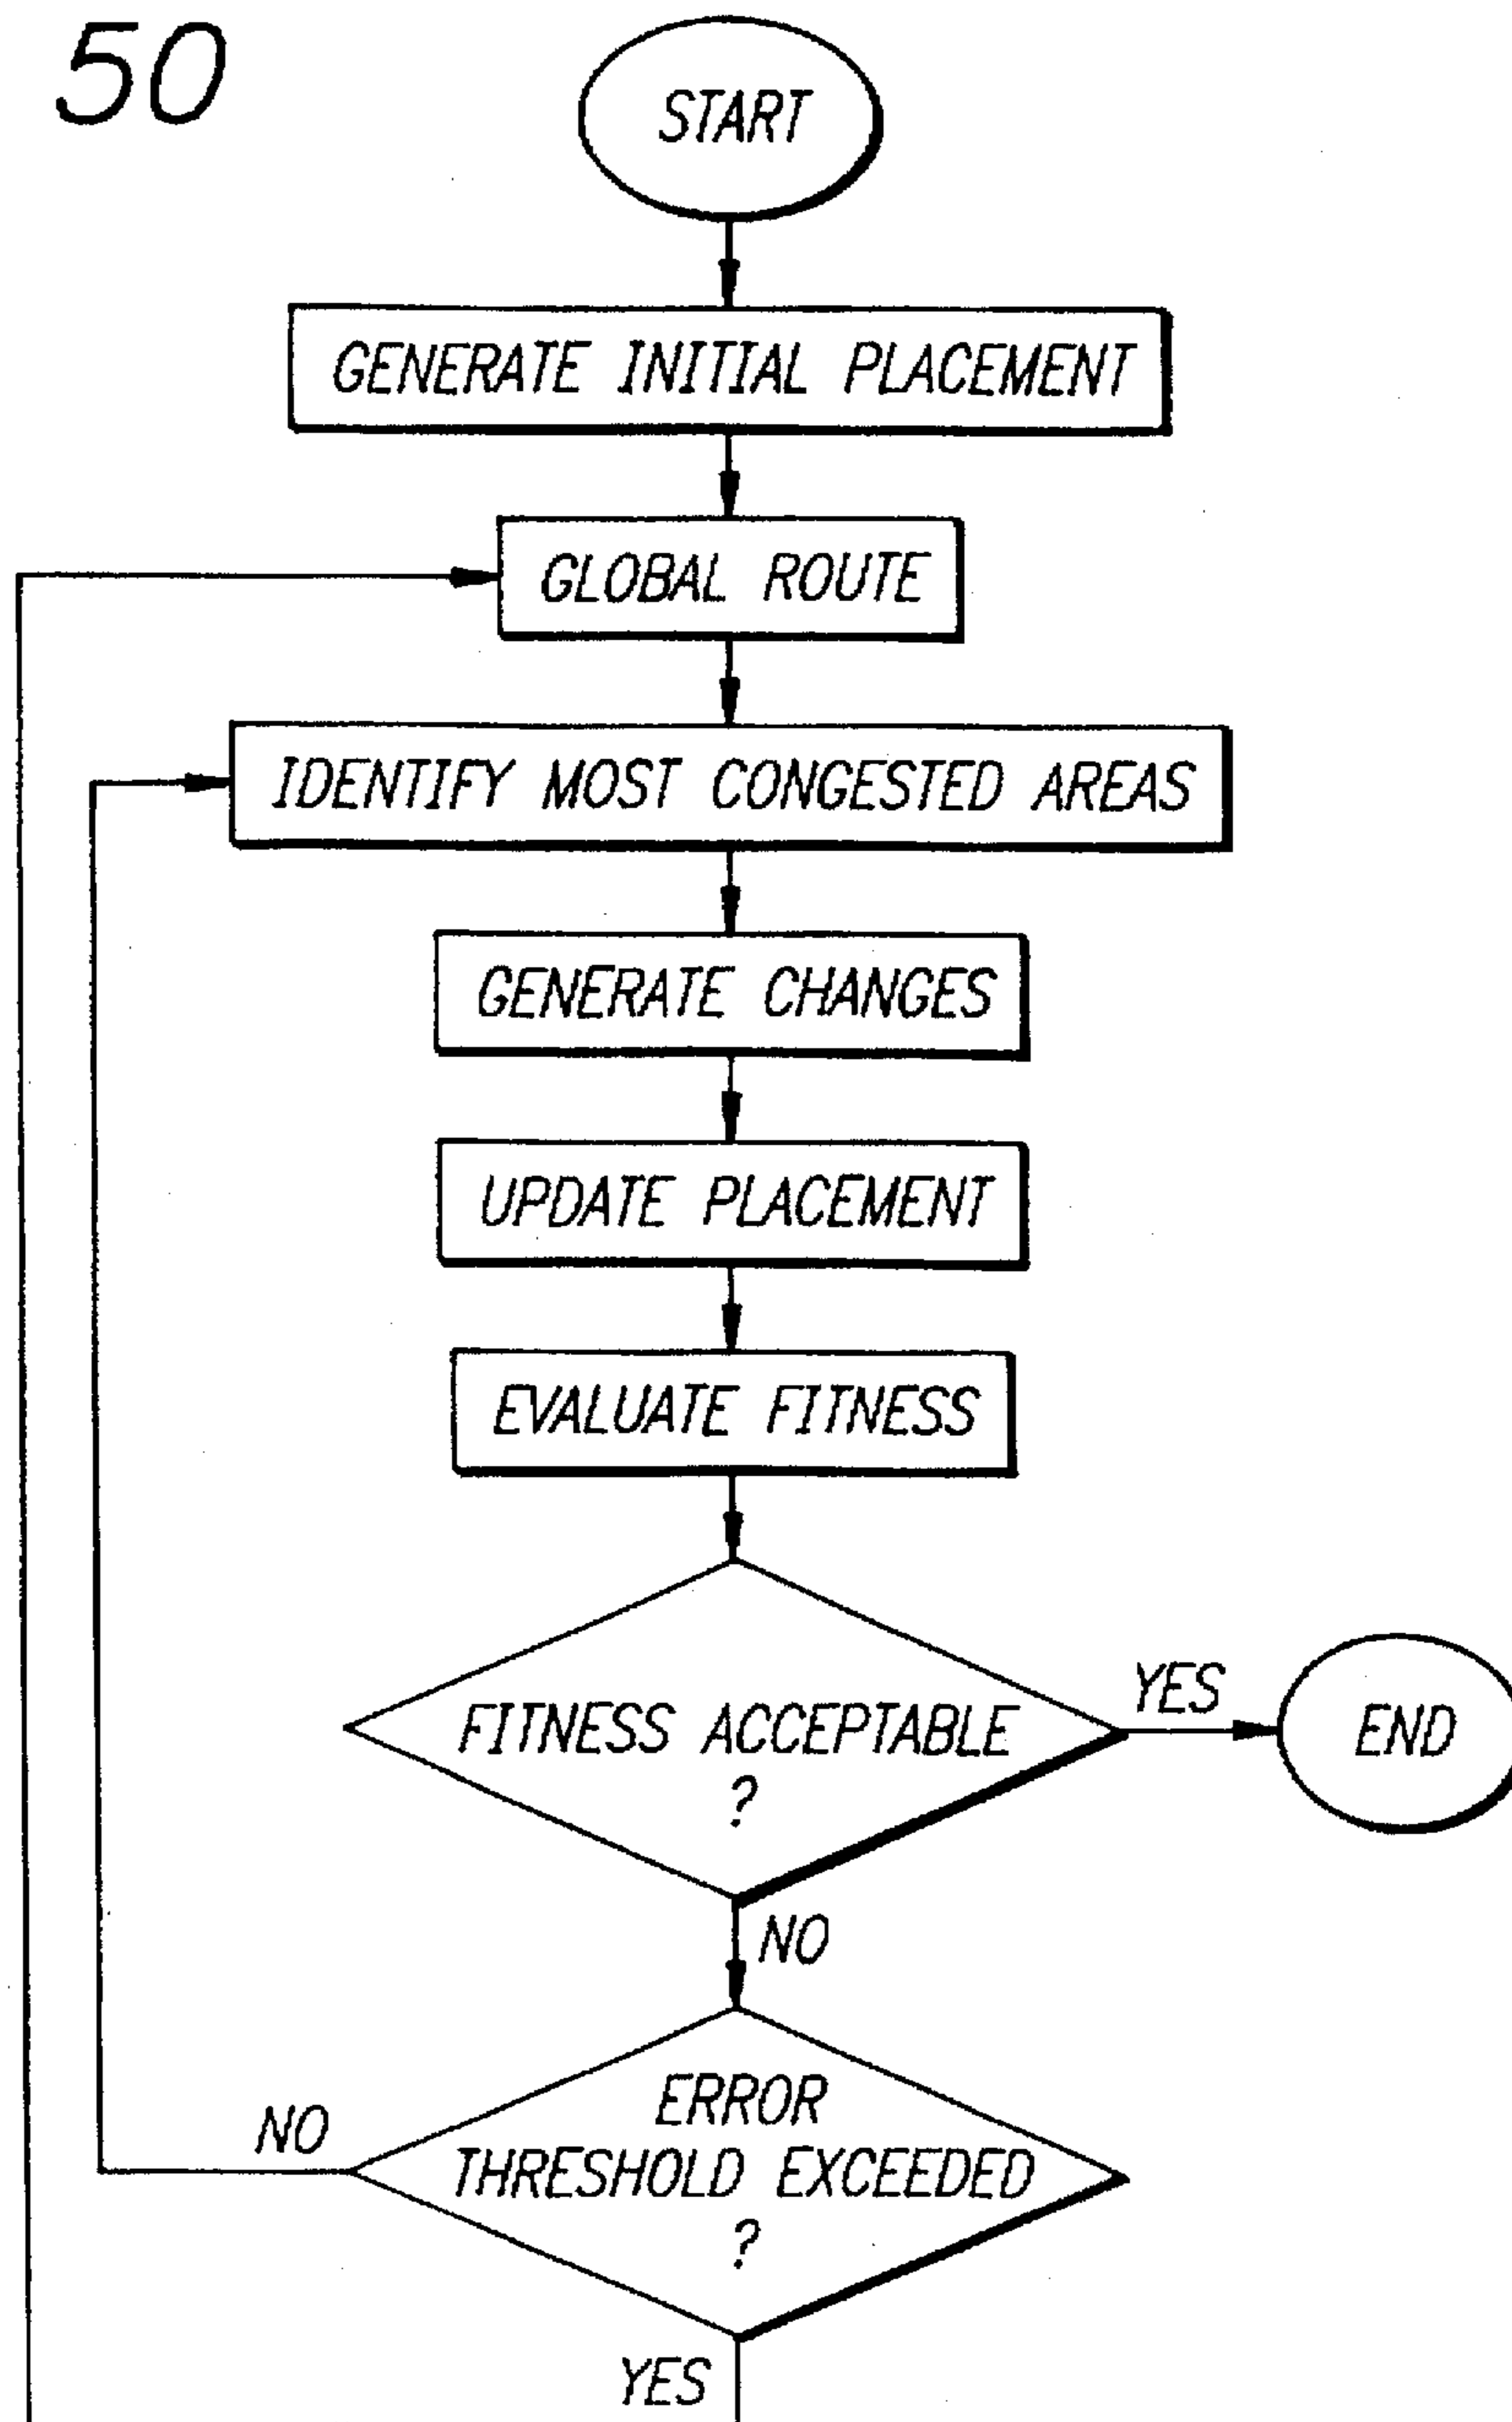 50
START
GENERATE INITIAL PLACEMENT
GLOBAL ROUTE
IDENTIFY MOST CONGESTED AREAS
GENERATE CHANGES
UPDATE PLACEMENT
EVALUATE FITNESS
FITNESS ACCEPTABLE
?
YES
END
NO
ERROR
THRESHOLD EXCEEDED
?
NO
YES